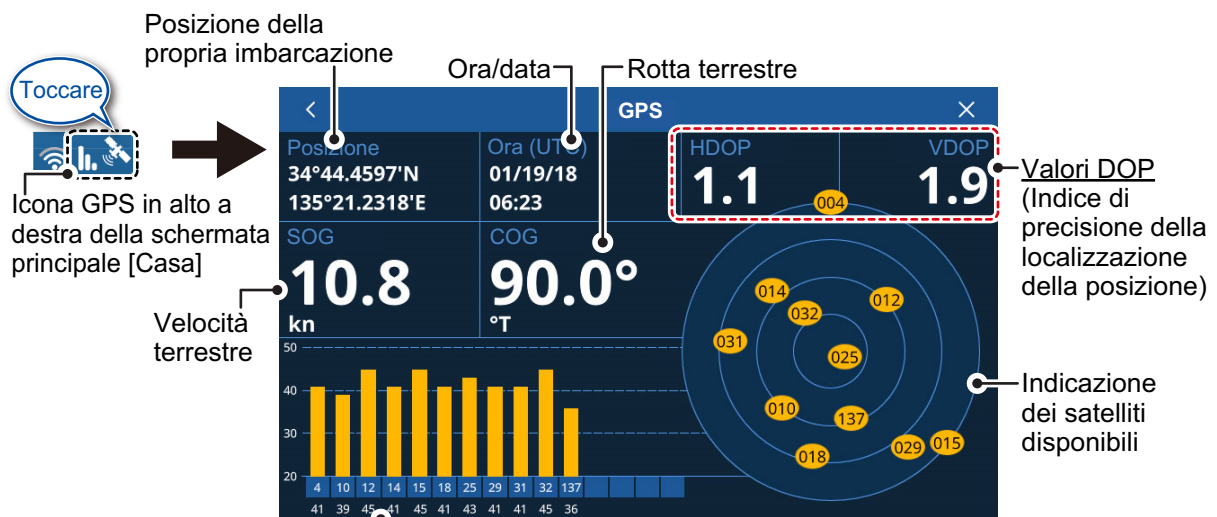 Posizione della
propria imbarcazione
Ora/data
Rotta terrestre
Toccare
Icona GPS in alto a
destra della schermata
principale [Casa]
GPS
Posizione
34°44.4597'N
135°21.2318'E
Ora (UTC)
01/19/18
06:23
HDOP
1.1
VDOP
1.9
Valori DOP
(Indice di
precisione della
localizzazione
della posizione)
SOG
10.8
kn
COG
90.0°
°T
Velocità
terrestre
004
014
012
032
031
025
010
137
018
029
015
Indicazione
dei satelliti
disponibili
50
40
30
20
4 10 12 14 15 18 25 29 31 32 137
41 39 45 41 45 41 43 41 41 45 36